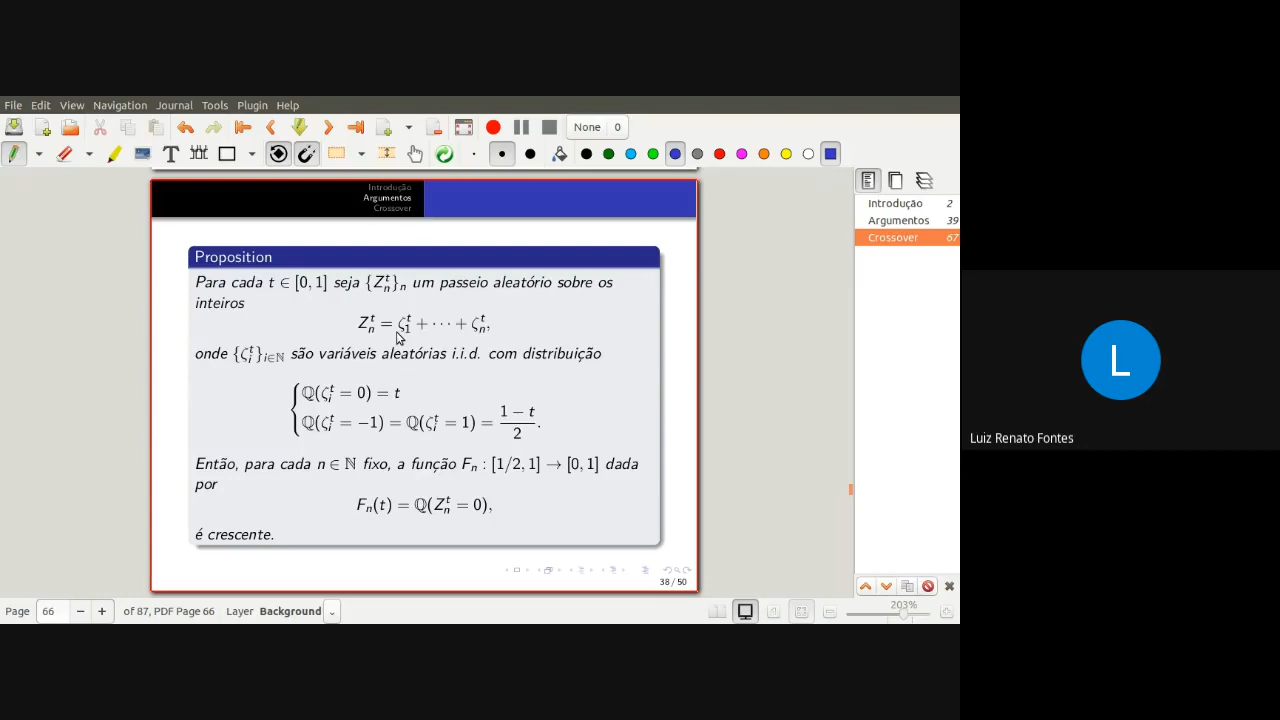 File Edit View Navigation Journal Tools Plugin Help
None 0
Introdução
Argumentos
Crossover
Introdução 2
Argumentos 39
Crossover 67
Proposition
Para cada t ∈ [0, 1] seja {Z_n^t}_n um passeio aleatório sobre os
inteiros
Z_n^t = ζ_1^t + ⋯ + ζ_n^t,
onde {ζ_i^t}_{i∈ℕ} são variáveis aleatórias i.i.d. com distribuição
ℚ(ζ_i^t = 0) = t
ℚ(ζ_i^t = −1) = ℚ(ζ_i^t = 1) = (1 − t)/2.
Então, para cada n ∈ ℕ fixo, a função F_n : [1/2, 1] → [0, 1] dada
por
F_n(t) = ℚ(Z_n^t = 0),
é crescente.
38 / 50
Page 66 of 87, PDF Page 66 Layer Background
203%
L
Luiz Renato Fontes